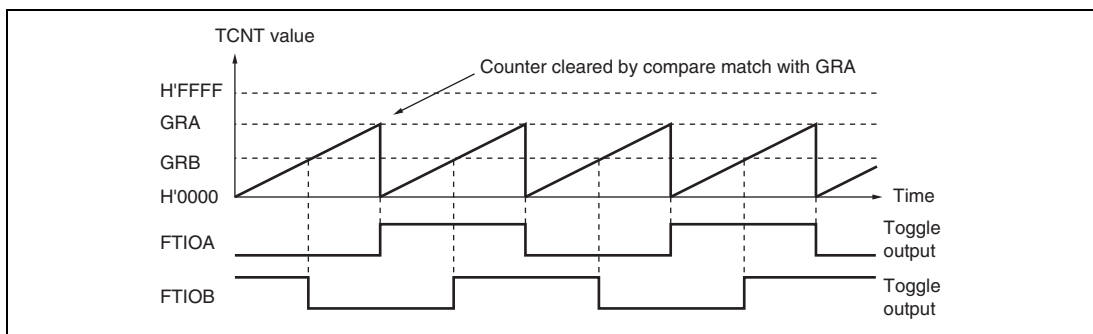 TCNT value
Counter cleared by compare match with GRA
H'FFFF
GRA
GRB
H'0000
Time
FTIOA
Toggle
output
FTIOB
Toggle
output